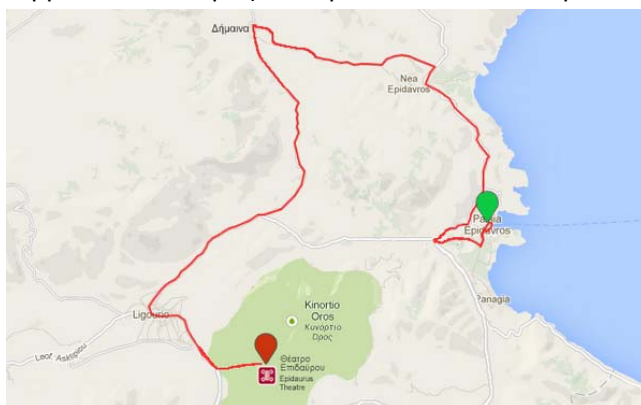 Δήμαινα
Nea
Epidavros
Palaia
Epidavros
Panagia
Kinortio
Oros
Κυνόρτιο
Όρος
Ligourio
Leof. Asklipiou
Θέατρο
Επιδαύρου
Epidaurus
Theatre